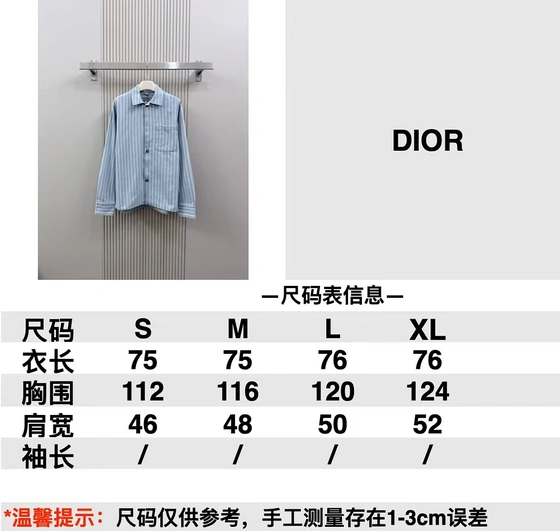 DIOR
—尺码表信息—
尺码 S M L XL
衣长 75 75 76 76
胸围 112 116 120 124
肩宽 46 48 50 52
袖长 / / / /
*温馨提示：尺码仅供参考，手工测量存在1-3cm误差